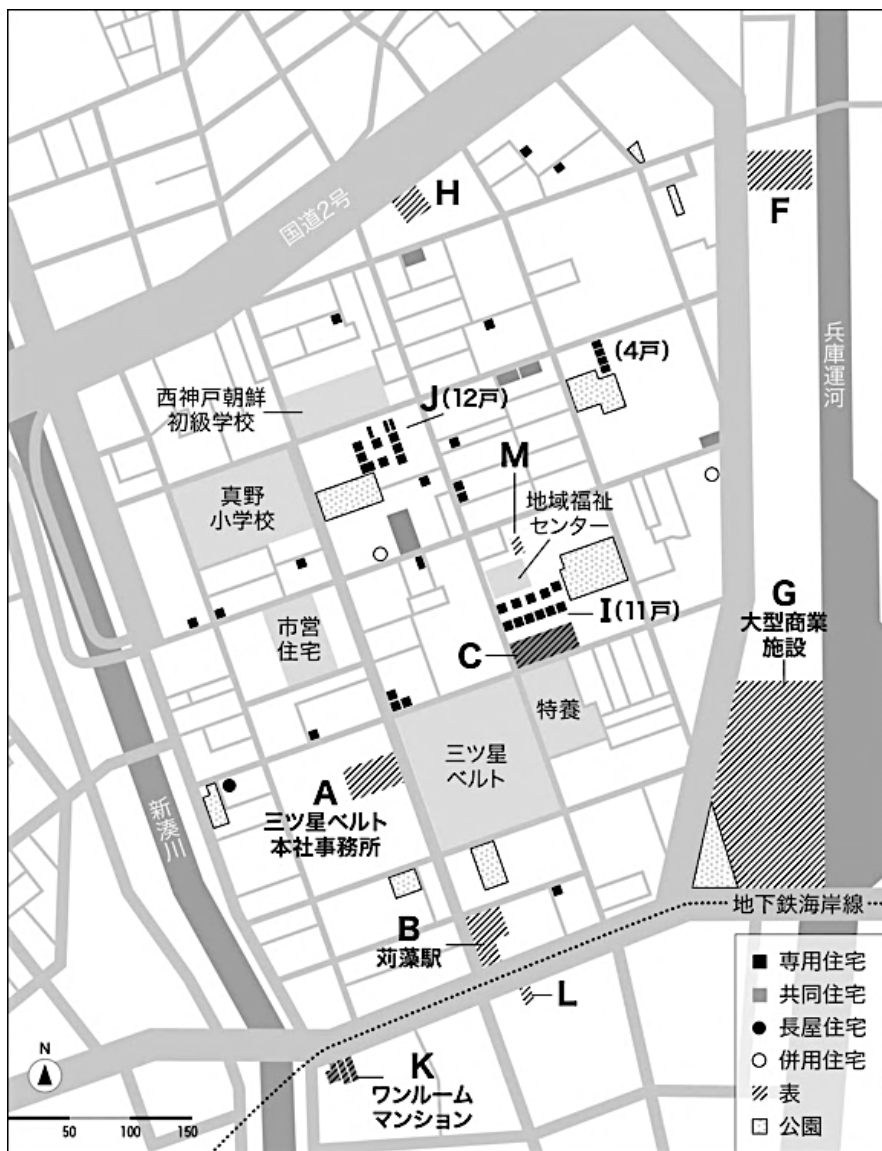 国道2号
H
F
兵庫運河
(4戸)
西神戸朝鮮
初級学校
J(12戸)
M
真野
小学校
地域福祉
センター
I(11戸)
G
大型商業
施設
市営
住宅
C
特養
三ツ星
ベルト
A
三ツ星ベルト
本社事務所
新湊川
B
苅藻駅
地下鉄海岸線
L
K
ワンルーム
マンション
N
50 100 150
専用住宅
共同住宅
長屋住宅
併用住宅
表
公園